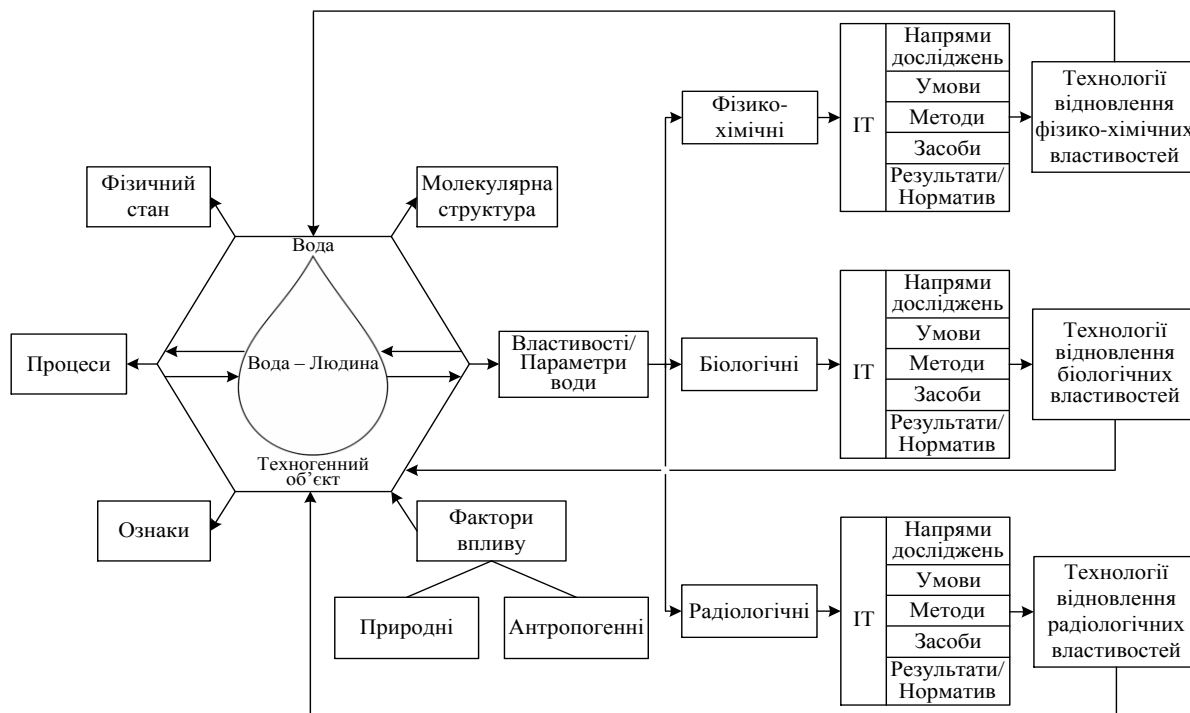 Фізичний
стан
Молекулярна
структура
Вода
Процеси
Вода – Людина
Властивості/
Параметри
води
Техногенний
об’єкт
Ознаки
Фактори
впливу
Природні
Антропогенні
Фізико-
хімічні
ІТ
Напрями
досліджень
Умови
Методи
Засоби
Результати/
Норматив
Технології
відновлення
фізико-хімічних
властивостей
Біологічні
ІТ
Напрями
досліджень
Умови
Методи
Засоби
Результати/
Норматив
Технології
відновлення
біологічних
властивостей
Радіологічні
ІТ
Напрями
досліджень
Умови
Методи
Засоби
Результати/
Норматив
Технології
відновлення
радіологічних
властивостей